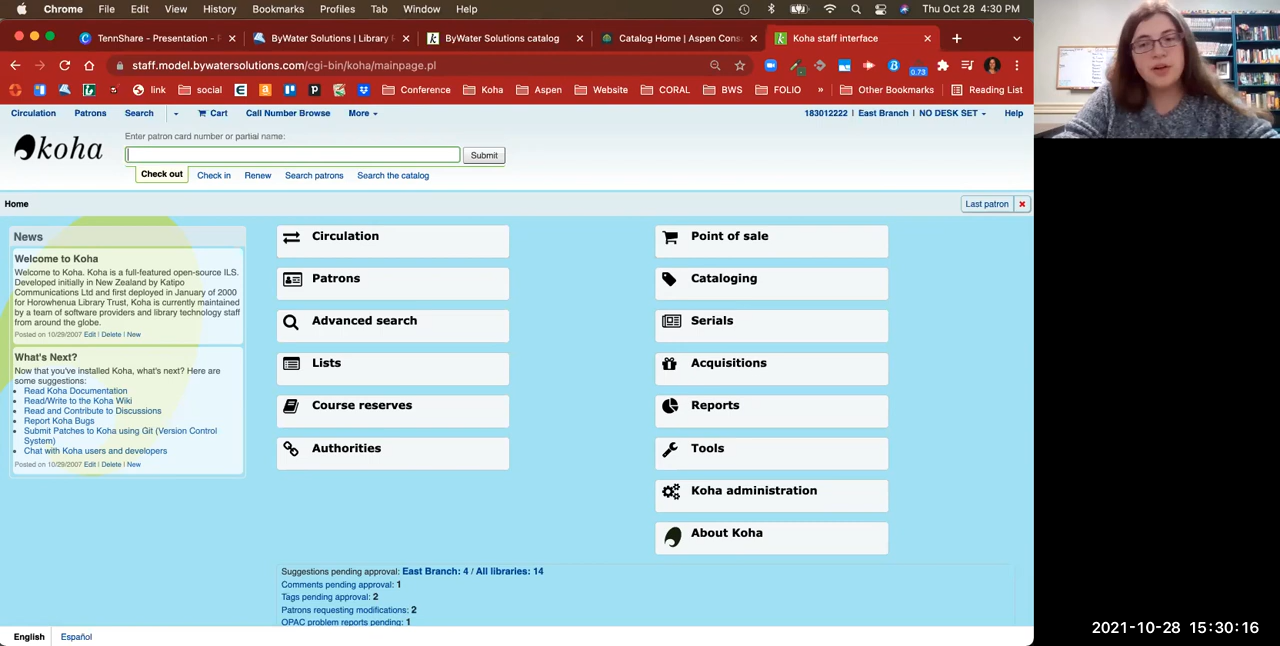 Chrome File Edit View History Bookmarks Profiles Tab Window Help Thu Oct 28 4:30 PM
TennShare - Presentation - F ByWater Solutions | Library ByWater Solutions catalog Catalog Home | Aspen Cons Koha staff interface
staff.model.bywatersolutions.com/cgi-bin/koha/mainpage.pl 0.73
link social Conference Koha Aspen Website CORAL BWS FOLIO » Other Bookmarks Reading List
Circulation Patrons Search Cart Call Number Browse More 183012222 | East Branch | NO DESK SET Help
koha
Enter patron card number or partial name:
Submit
Check out Check in Renew Search patrons Search the catalog
Home Last patron
News
Welcome to Koha
Welcome to Koha. Koha is a full-featured open-source ILS.
Developed initially in New Zealand by Katipo
Communications Ltd and first deployed in January of 2000
for Horowhenua Library Trust, Koha is currently maintained
by a team of software providers and library technology staff
from around the globe.
Posted on 10/29/2007 Edit | Delete | New
What's Next?
Now that you've installed Koha, what's next? Here are
some suggestions:
Read Koha Documentation
Read/Write to the Koha Wiki
Read and Contribute to Discussions
Report Koha Bugs
Submit Patches to Koha using Git (Version Control
System)
Chat with Koha users and developers
Posted on 10/29/2007 Edit | Delete | New
Circulation
Patrons
Advanced search
Lists
Course reserves
Authorities
Point of sale
Cataloging
Serials
Acquisitions
Reports
Tools
Koha administration
About Koha
Suggestions pending approval: East Branch: 4 / All libraries: 14
Comments pending approval: 1
Tags pending approval: 2
Patrons requesting modifications: 2
OPAC problem reports pending: 1
English Español
2021-10-28 15:30:16